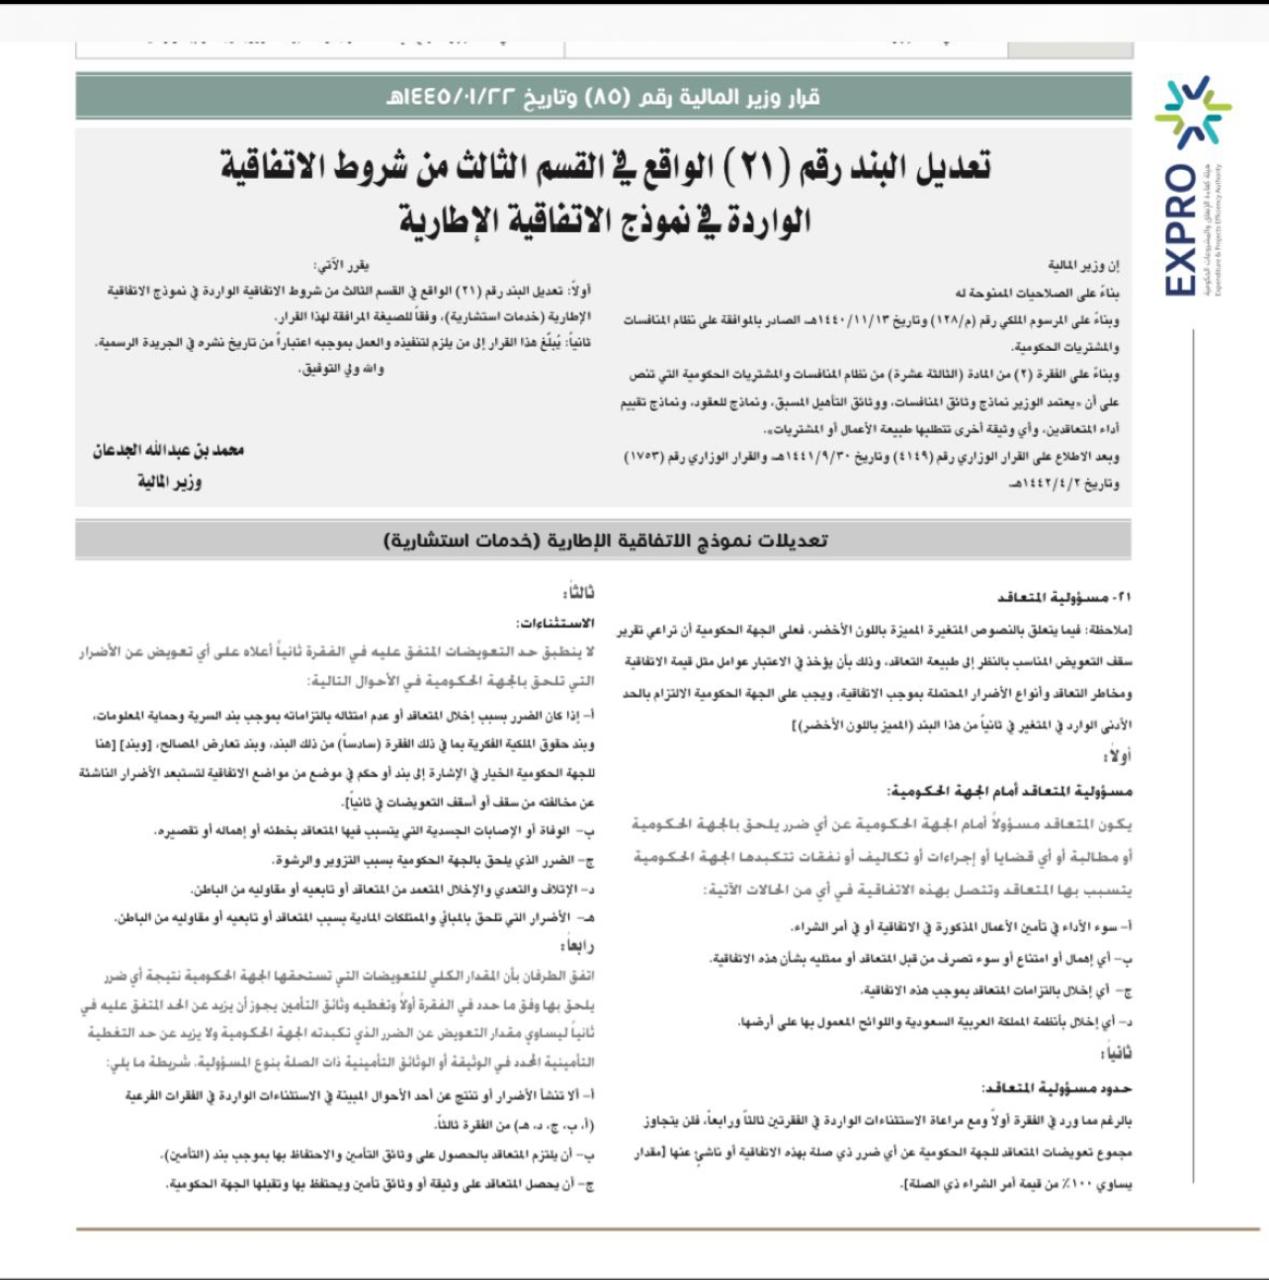 قرار وزير المالية رقم (٨٥) وتاريخ ١٤٤٥/٠١/٢٢هـ
تعديل البند رقم (٢١) الواقع في القسم الثالث من شروط الاتفاقية
الواردة في نموذج الاتفاقية الإطارية
إن وزير المالية
بناءً على الصلاحيات الممنوحة له
وبناءً على المرسوم الملكي رقم (م/١٢٨) وتاريخ ١٤٤٠/١١/١٣هـ الصادر بالموافقة على نظام المنافسات
والمشتريات الحكومية.
وبناءً على الفقرة (٢) من المادة (الثالثة عشرة) من نظام المنافسات والمشتريات الحكومية التي تنص
على أن «يعتمد الوزير نماذج وثائق المنافسات، ووثائق التأهيل المسبق، ونماذج للعقود، ونماذج تقييم
أداء المتعاقدين، وأي وثيقة أخرى تتطلبها طبيعة الأعمال أو المشتريات».
وبعد الاطلاع على القرار الوزاري رقم (٤١٤٩) وتاريخ ١٤٤١/٩/٣٠هـ والقرار الوزاري رقم (١٧٥٣)
وتاريخ ١٤٤٢/٤/٢هـ
يقرر الآتي:
أولاً: تعديل البند رقم (٢١) الواقع في القسم الثالث من شروط الاتفاقية الواردة في نموذج الاتفاقية
الإطارية (خدمات استشارية)، وفقاً للصيغة المرافقة لهذا القرار.
ثانياً: يُبلّغ هذا القرار إلى من يلزم لتنفيذه والعمل بموجبه اعتباراً من تاريخ نشره في الجريدة الرسمية.
والله ولي التوفيق.
محمد بن عبدالله الجدعان
وزير المالية
EXPRO
هيئة كفاءة الإنفاق والمشروعات الحكومية
Expenditure & Projects Efficiency Authority
تعديلات نموذج الاتفاقية الإطارية (خدمات استشارية)
٢١- مسؤولية المتعاقد
[ملاحظة: فيما يتعلق بالنصوص المتغيرة المميزة باللون الأخضر، فعلى الجهة الحكومية أن تراعي تقرير
سقف التعويض المناسب بالنظر إلى طبيعة التعاقد، وذلك بأن يؤخذ في الاعتبار عوامل مثل قيمة الاتفاقية
ومخاطر التعاقد وأنواع الأضرار المحتملة بموجب الاتفاقية، ويجب على الجهة الحكومية الالتزام بالحد
الأدنى الوارد في المتغير في ثانياً من هذا البند (المميز باللون الأخضر)]
أولاً:
مسؤولية المتعاقد أمام الجهة الحكومية:
يكون المتعاقد مسؤولاً أمام الجهة الحكومية عن أي ضرر يلحق بالجهة الحكومية
أو مطالبة أو أي قضايا أو إجراءات أو تكاليف أو نفقات تتكبدها الجهة الحكومية
يتسبب بها المتعاقد وتتصل بهذه الاتفاقية في أي من الحالات الآتية:
أ- سوء الأداء في تأمين الأعمال المذكورة في الاتفاقية أو في أمر الشراء.
ب- أي إهمال أو امتناع أو سوء تصرف من قبل المتعاقد أو ممثليه بشأن هذه الاتفاقية.
ج- أي إخلال بالتزامات المتعاقد بموجب هذه الاتفاقية.
د- أي إخلال بأنظمة المملكة العربية السعودية واللوائح المعمول بها على أرضها.
ثانياً:
حدود مسؤولية المتعاقد:
بالرغم مما ورد في الفقرة أولاً ومع مراعاة الاستثناءات الواردة في الفقرتين ثالثاً ورابعاً، فلن يتجاوز
مجموع تعويضات المتعاقد للجهة الحكومية عن أي ضرر ذي صلة بهذه الاتفاقية أو ناشئ عنها [مقدار
يساوي ١٠٠٪ من قيمة أمر الشراء ذي الصلة].
ثالثاً:
الاستثناءات:
لا ينطبق حد التعويضات المتفق عليه في الفقرة ثانياً أعلاه على أي تعويض عن الأضرار
التي تلحق بالجهة الحكومية في الأحوال التالية:
أ- إذا كان الضرر بسبب إخلال المتعاقد أو عدم امتثاله بالتزاماته بموجب بند السرية وحماية المعلومات،
وبند حقوق الملكية الفكرية بما في ذلك الفقرة (سادساً) من ذلك البند، وبند تعارض المصالح، [وبند] [هنا
للجهة الحكومية الخيار في الإشارة إلى بند أو حكم في موضع من مواضع الاتفاقية لتستبعد الأضرار الناشئة
عن مخالفته من سقف أو أسقف التعويضات في ثانياً].
ب- الوفاة أو الإصابات الجسدية التي يتسبب فيها المتعاقد بخطئه أو إهماله أو تقصيره.
ج- الضرر الذي يلحق بالجهة الحكومية بسبب التزوير والرشوة.
د- الإتلاف والتعدي والإخلال المتعمد من المتعاقد أو تابعيه أو مقاوليه من الباطن.
هـ- الأضرار التي تلحق بالمباني والممتلكات المادية بسبب المتعاقد أو تابعيه أو مقاوليه من الباطن.
رابعاً:
اتفق الطرفان بأن المقدار الكلي للتعويضات التي تستحقها الجهة الحكومية نتيجة أي ضرر
يلحق بها وفق ما حدد في الفقرة أولاً وتغطيه وثائق التأمين يجوز أن يزيد عن الحد المتفق عليه في
ثانياً ليساوي مقدار التعويض عن الضرر الذي تكبدته الجهة الحكومية ولا يزيد عن حد التغطية
التأمينية المحدد في الوثيقة أو الوثائق التأمينية ذات الصلة بنوع المسؤولية، شريطة ما يلي:
أ- ألا تنشأ الأضرار أو تنتج عن أحد الأحوال المبينة في الاستثناءات الواردة في الفقرات الفرعية
(أ، ب، ج، د، هـ) من الفقرة ثالثاً.
ب- أن يلتزم المتعاقد بالحصول على وثائق التأمين والاحتفاظ بها بموجب بند (التأمين).
ج- أن يحصل المتعاقد على وثيقة أو وثائق تأمين ويحتفظ بها وتقبلها الجهة الحكومية.